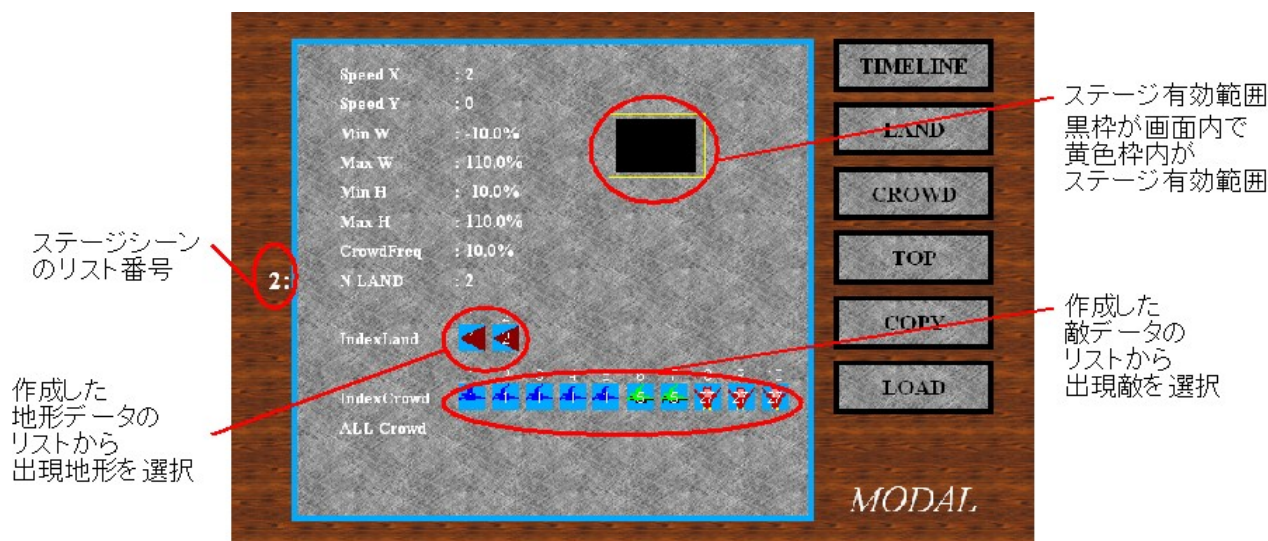 Speed X : 2
Speed Y : 0
Min W : -10.0%
Max W : 110.0%
Min H : 10.0%
Max H : 110.0%
CrowdFreq : 10.0%
N LAND : 2
IndexLand
IndexCrowd
ALL Crowd
2:
TIMELINE
LAND
CROWD
TOP
COPY
LOAD
MODAL
ステージシーン
のリスト番号
作成した
地形データの
リストから
出現地形を選択
ステージ有効範囲
黒枠が画面内で
黄色枠内が
ステージ有効範囲
作成した
敵データの
リストから
出現敵を選択